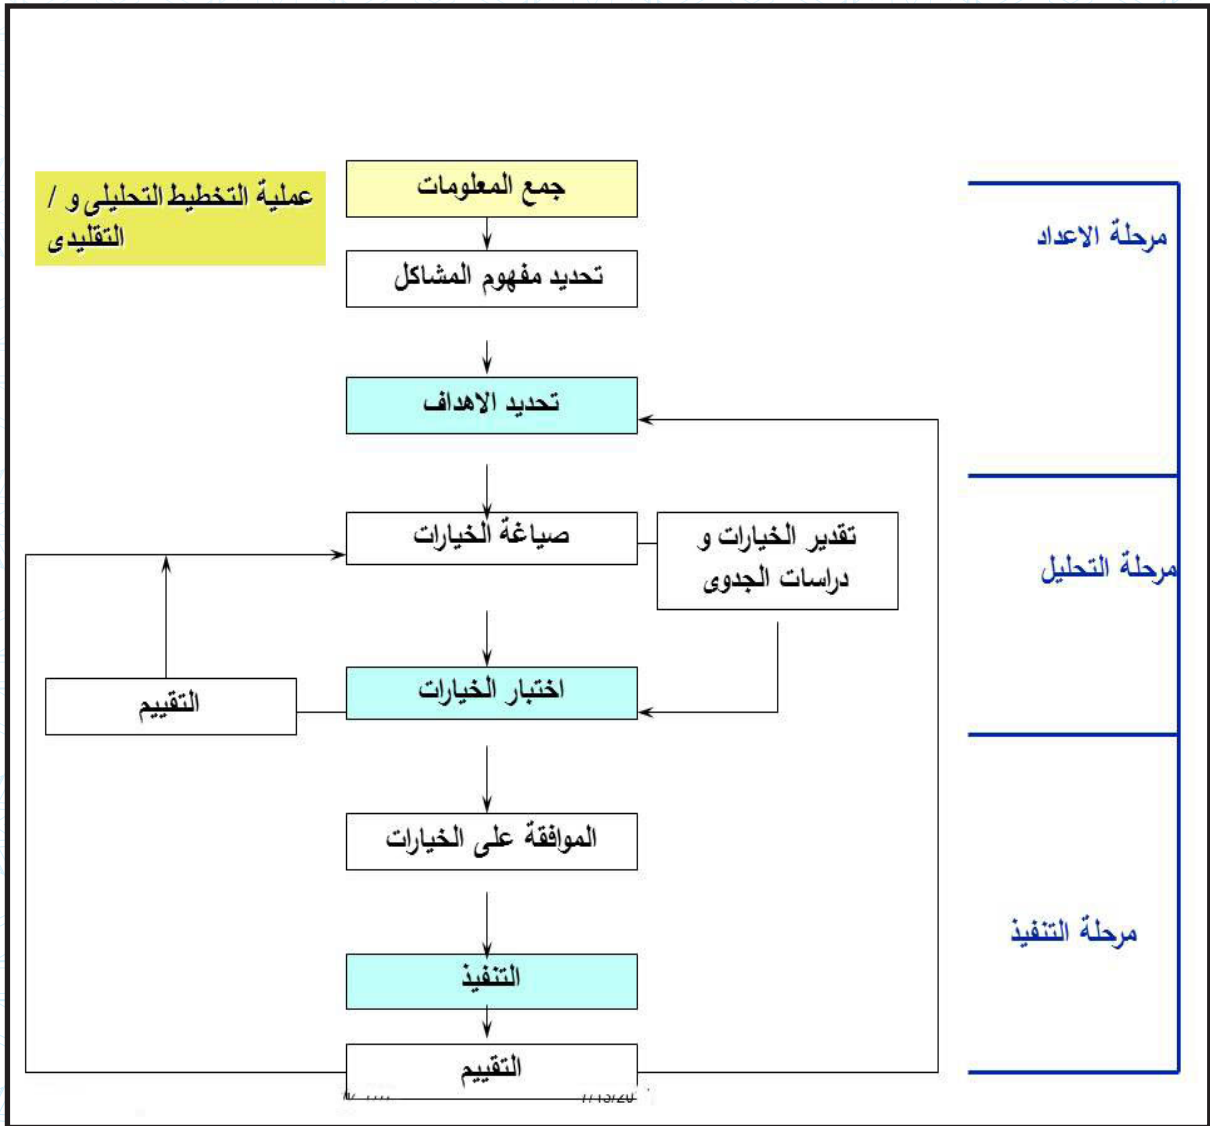 جمع المعلومات
عملية التخطيط التحليلى و /
التقليدى
مرحلة الاعداد
تحديد مفهوم المشاكل
تحديد الاهداف
صياغة الخيارات
تقدير الخيارات و
دراسات الجدوى
مرحلة التحليل
اختبار الخيارات
التقييم
الموافقة على الخيارات
مرحلة التنفيذ
التنفيذ
التقييم